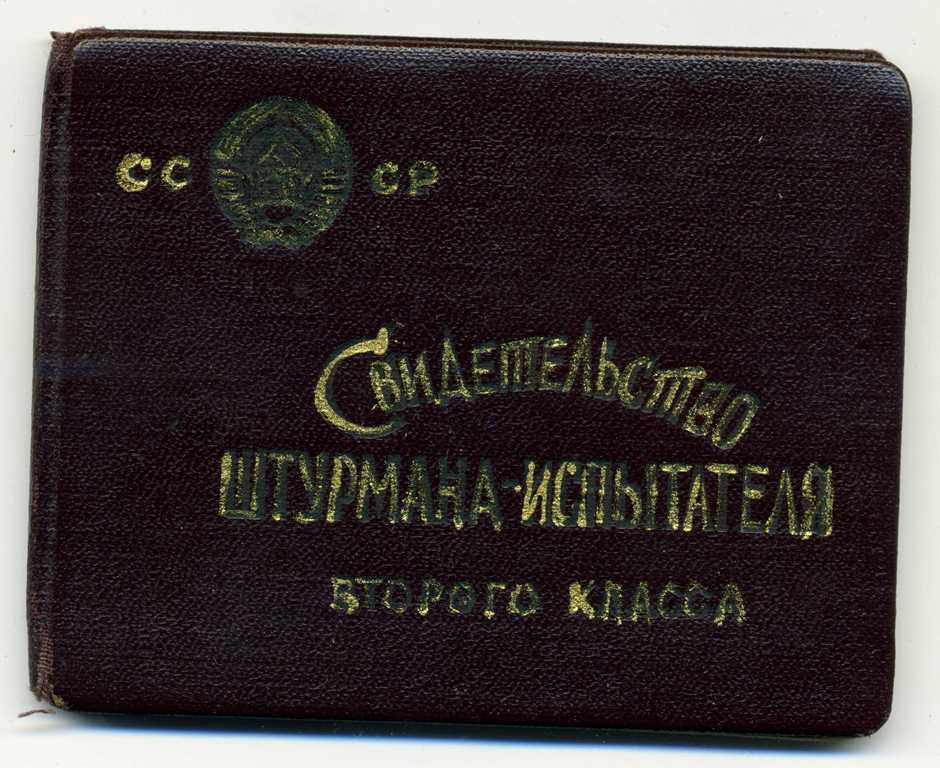 СС СР
Свидетельство
ШТУРМАНА-ИСПЫТАТЕЛЯ
ВТОРОГО КЛАССА